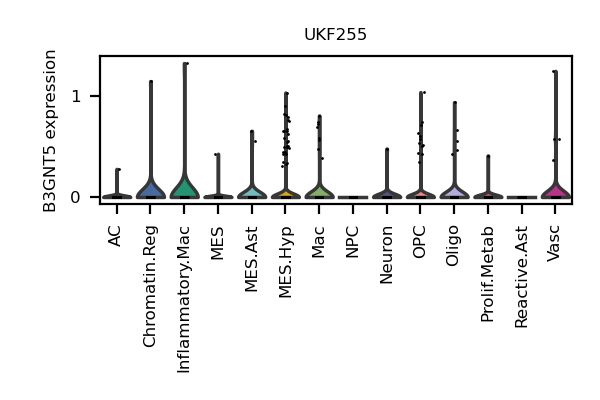 UKF255
B3GNT5 expression
1
0
AC
Chromatin.Reg
Inflammatory.Mac
MES
MES.Ast
MES.Hyp
Mac
NPC
Neuron
OPC
Oligo
Prolif.Metab
Reactive.Ast
Vasc